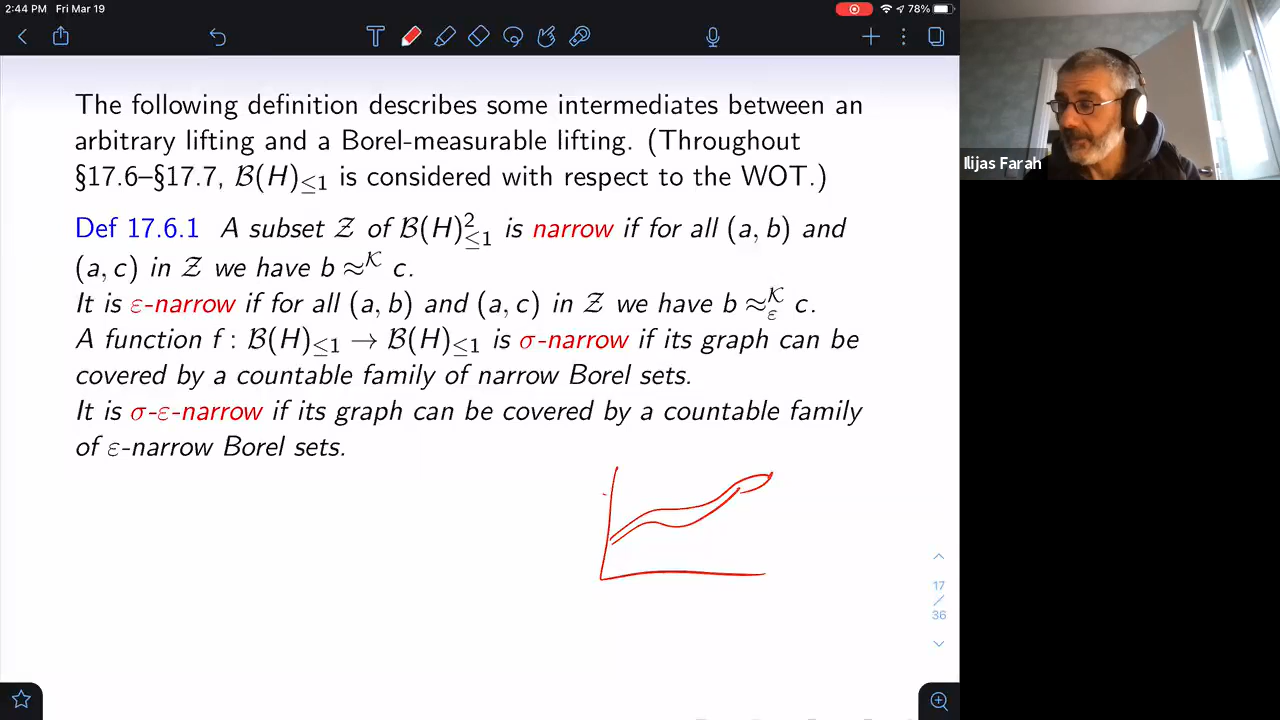 2:44 PM Fri Mar 19
78%
The following definition describes some intermediates between an
arbitrary lifting and a Borel-measurable lifting. (Throughout
§17.6–§17.7, 𝓑(H)≤1 is considered with respect to the WOT.)
Def 17.6.1 A subset 𝒵 of 𝓑(H)²≤1 is narrow if for all (a, b) and
(a, c) in 𝒵 we have b ≈^𝒦 c.
It is ε-narrow if for all (a, b) and (a, c) in 𝒵 we have b ≈^𝒦_ε c.
A function f : 𝓑(H)≤1 → 𝓑(H)≤1 is σ-narrow if its graph can be
covered by a countable family of narrow Borel sets.
It is σ-ε-narrow if its graph can be covered by a countable family
of ε-narrow Borel sets.
17
/
36
Ilijas Farah